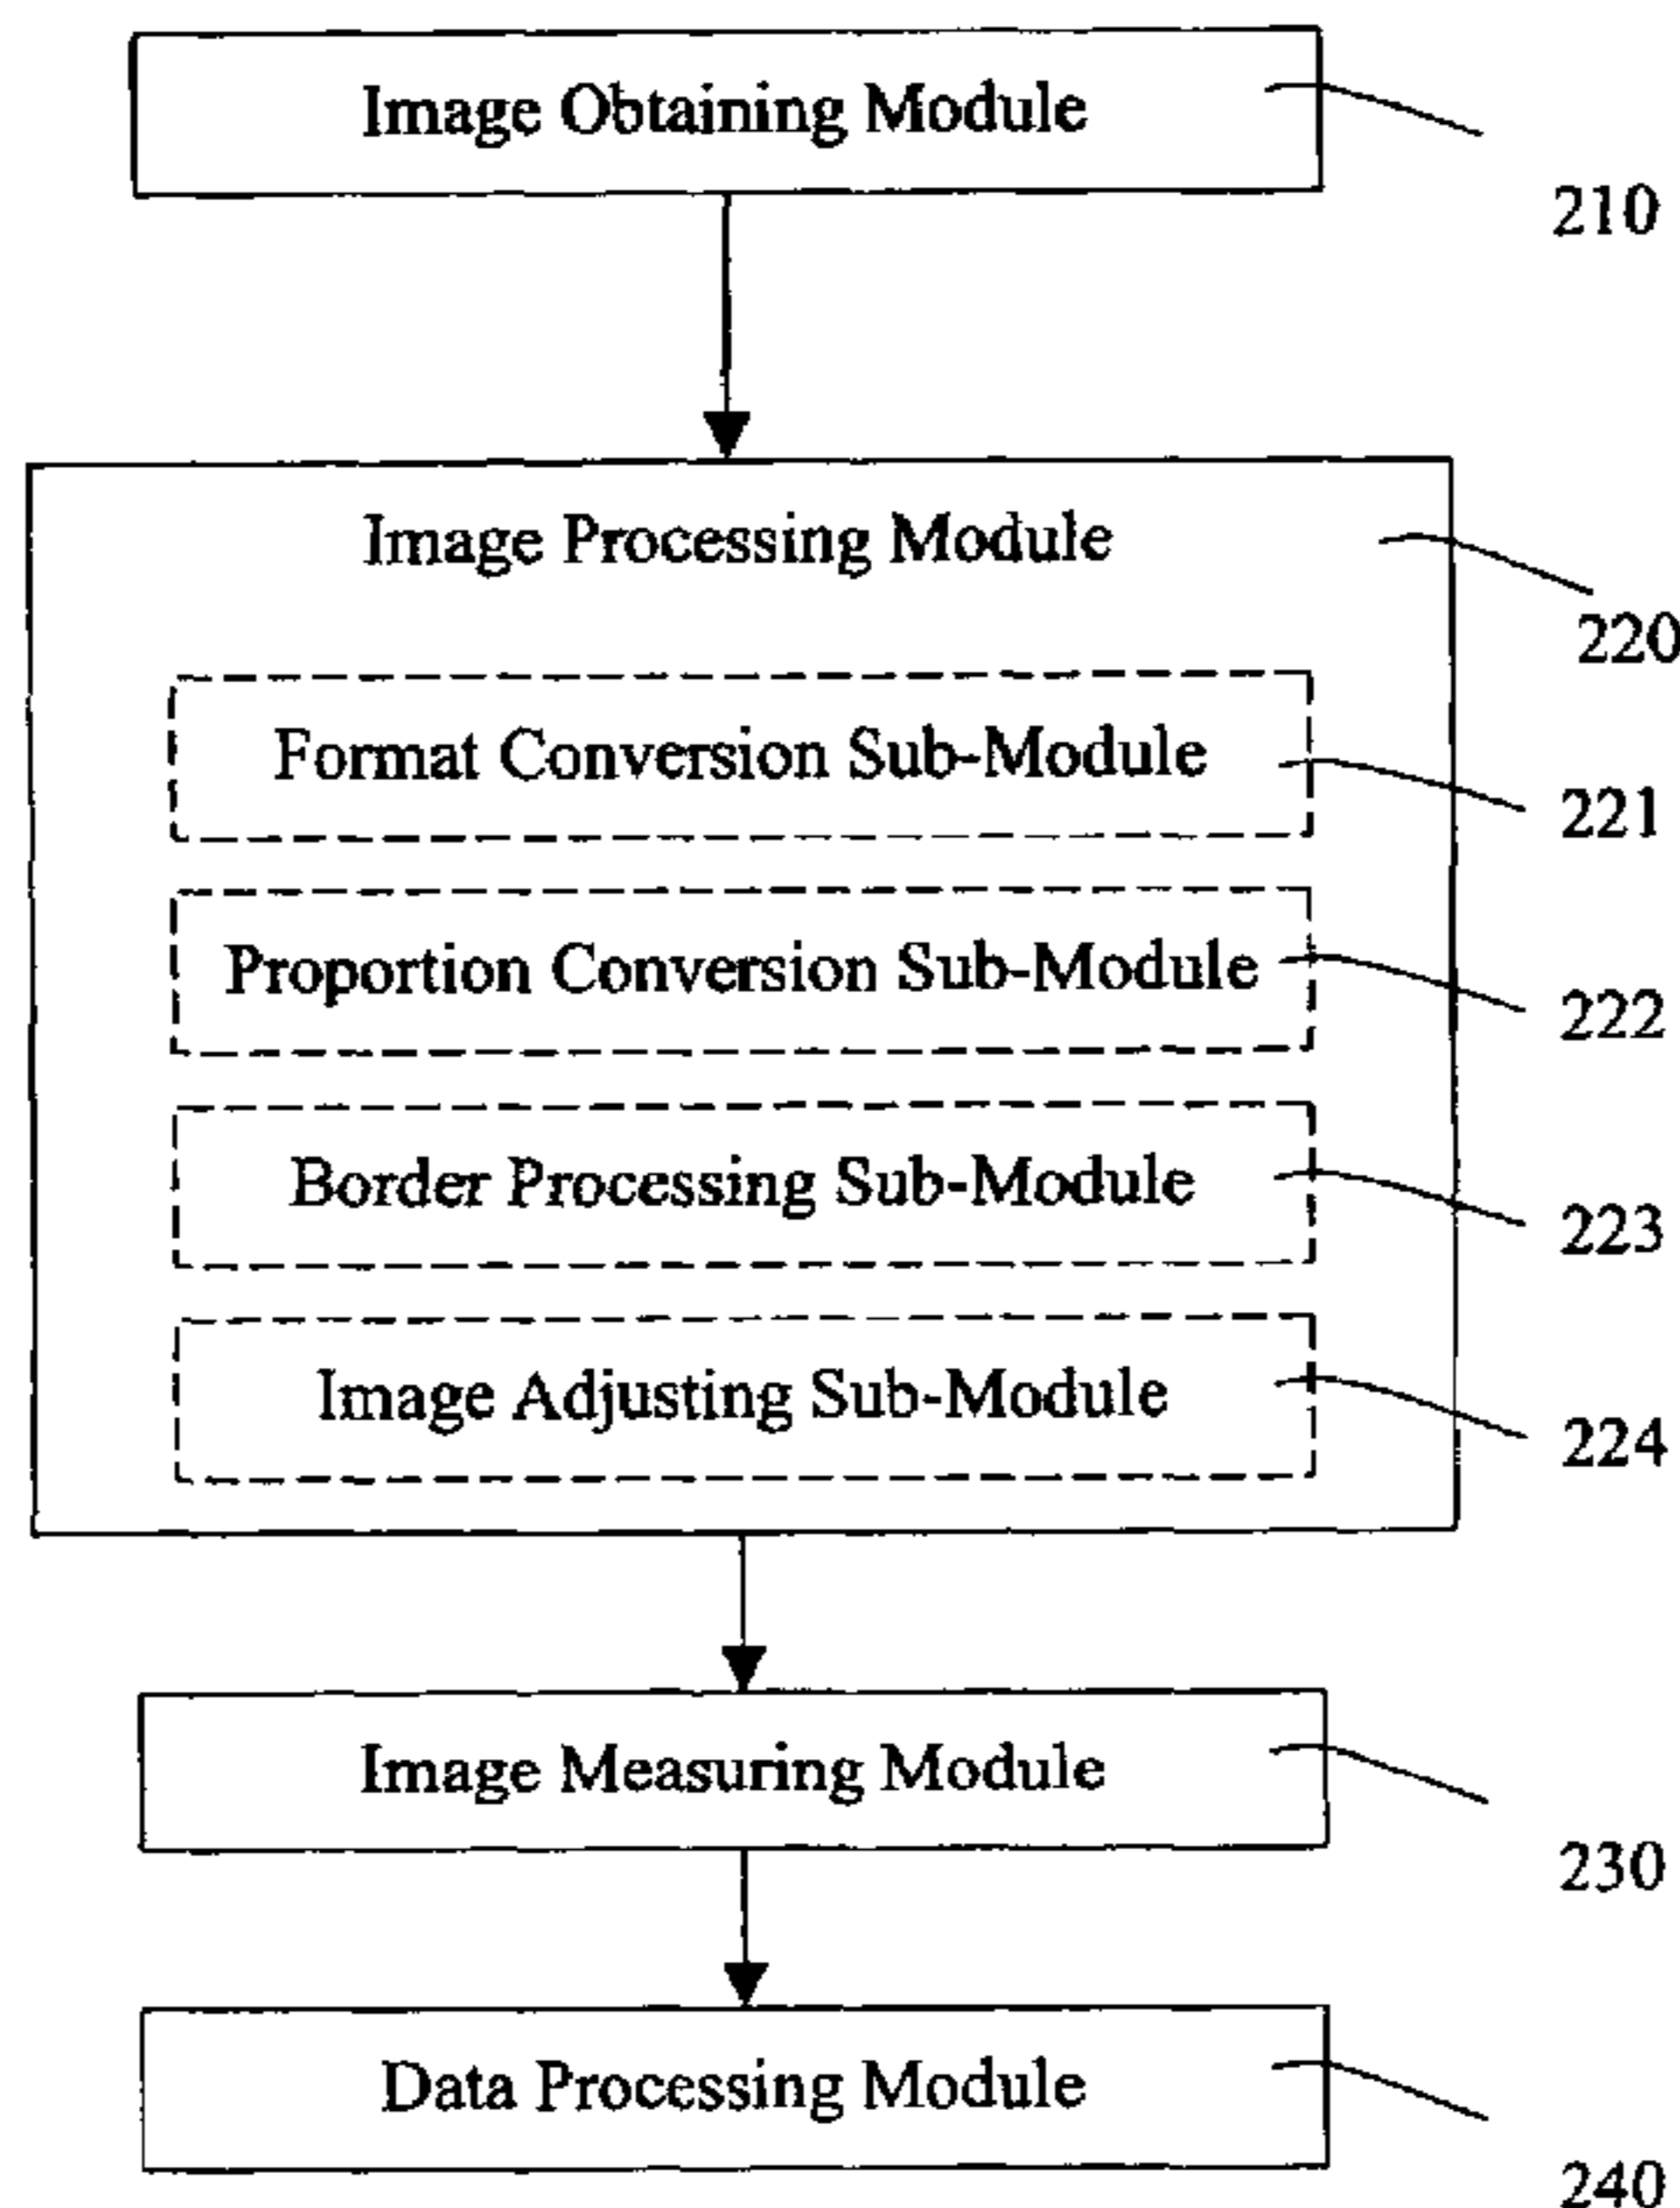 Image Obtaining Module
210
Image Processing Module
220
Format Conversion Sub-Module
221
Proportion Conversion Sub-Module
222
Border Processing Sub-Module
223
Image Adjusting Sub-Module
224
Image Measuring Module
230
Data Processing Module
240